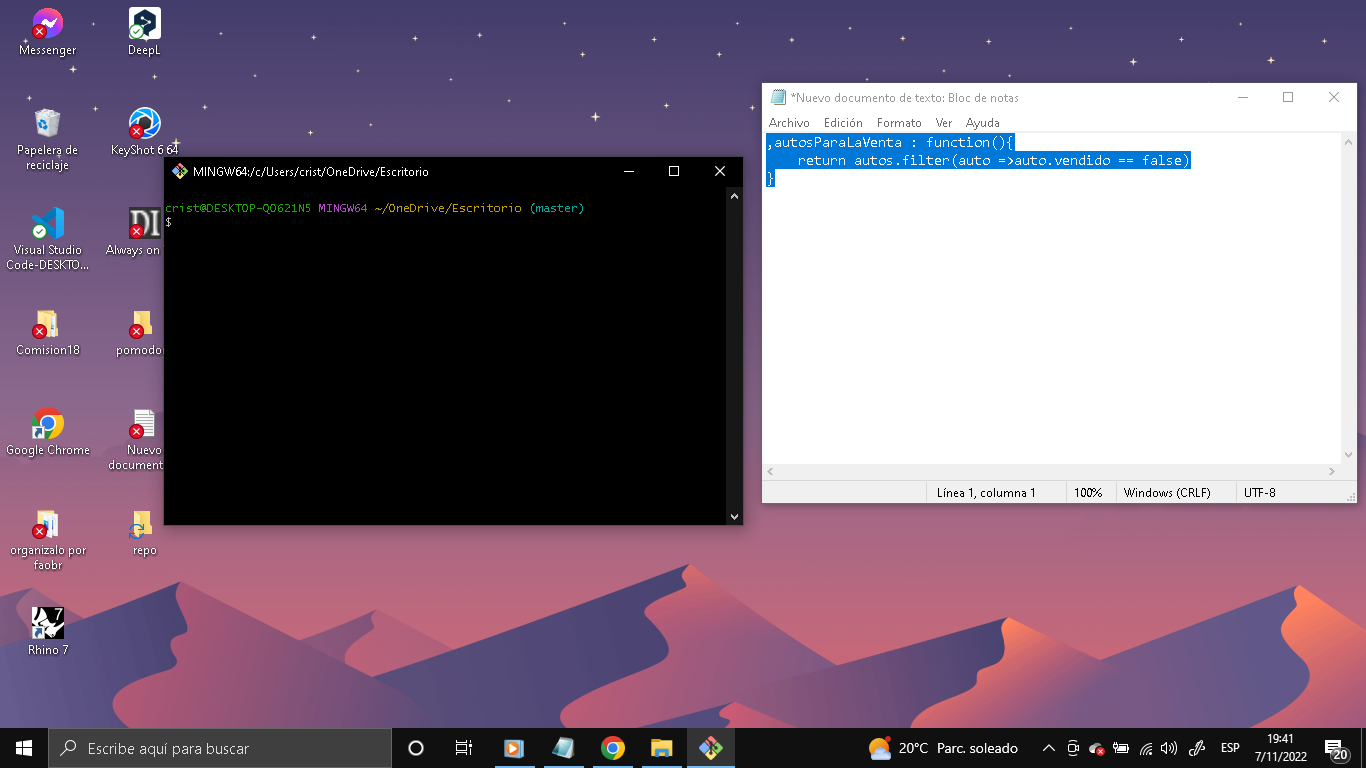 Messenger
DeepL
Papelera de
reciclaje
KeyShot 6 64
Visual Studio
Code-DESKTO...
Always on
Comision18
pomodo
Google Chrome
Nuevo
document
organizalo por
faobr
repo
7
Rhino 7
MINGW64:/c/Users/crist/OneDrive/Escritorio
crist@DESKTOP-QO621N5 MINGW64 ~/OneDrive/Escritorio (master)
$
*Nuevo documento de texto: Bloc de notas
Archivo Edición Formato Ver Ayuda
,autosParaLaVenta : function(){
return autos.filter(auto =>auto.vendido == false)
}
Línea 1, columna 1 100% Windows (CRLF) UTF-8
Escribe aquí para buscar
20°C Parc. soleado
ESP
19:41
7/11/2022
20